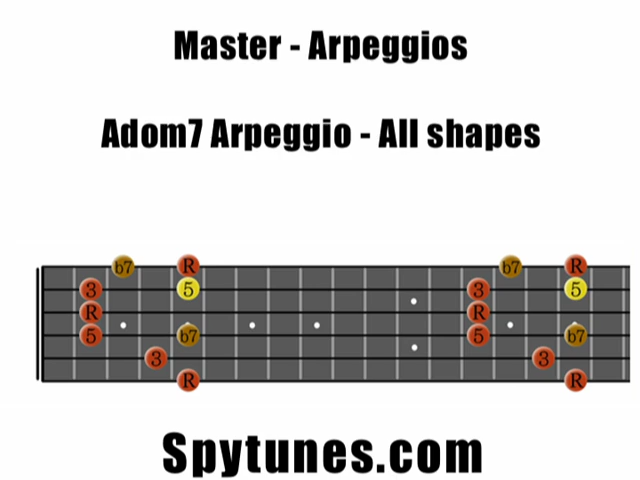 Master - Arpeggios
Adom7 Arpeggio - All shapes
b7 R b7 R
3 5 3 5
R R
5 b7 5 b7
3 3
R R
Spytunes.com